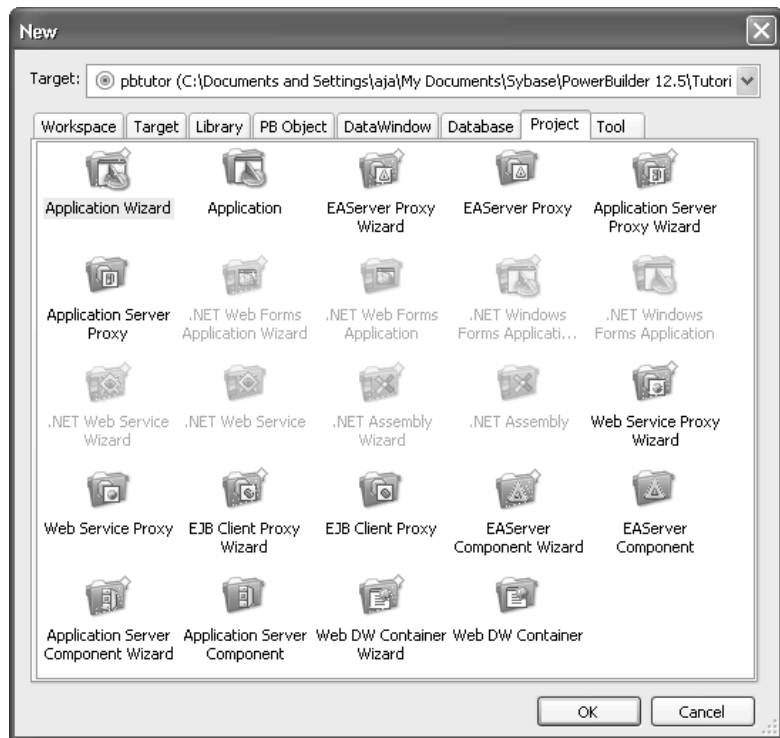 New
Target: pbtutor (C:\Documents and Settings\aja\My Documents\Sybase\PowerBuilder 12.5\Tutori
Workspace Target Library PB Object DataWindow Database Project Tool
Application Wizard
Application
EAServer Proxy
Wizard
EAServer Proxy
Application Server
Proxy Wizard
Application Server
Proxy
.NET Web Forms
Application Wizard
.NET Web Forms
Application
.NET Windows
Forms Applicati...
.NET Windows
Forms Application
.NET Web Service
Wizard
.NET Web Service
.NET Assembly
Wizard
.NET Assembly
Web Service Proxy
Wizard
Web Service Proxy
EJB Client Proxy
Wizard
EJB Client Proxy
EAServer
Component Wizard
EAServer
Component
Application Server
Component Wizard
Application Server
Component
Web DW Container
Wizard
Web DW Container
OK
Cancel